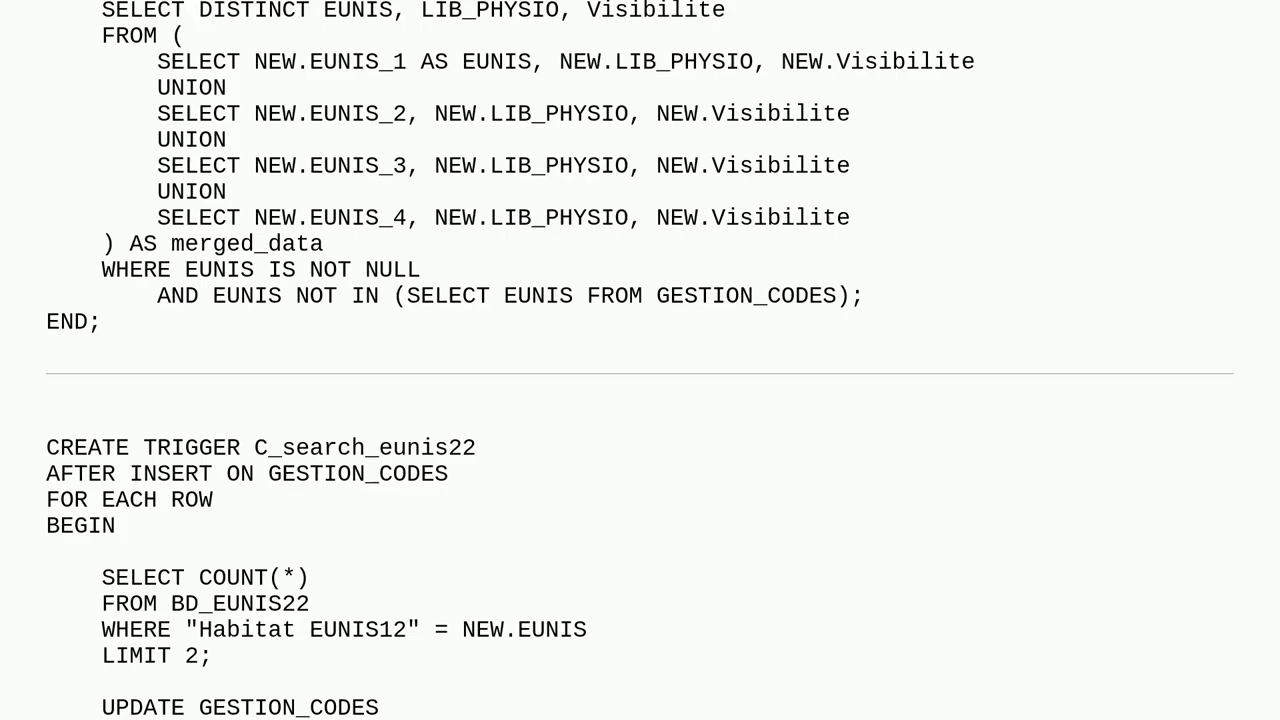 SELECT DISTINCT EUNIS, LIB_PHYSIO, Visibilite
FROM (
SELECT NEW.EUNIS_1 AS EUNIS, NEW.LIB_PHYSIO, NEW.Visibilite
UNION
SELECT NEW.EUNIS_2, NEW.LIB_PHYSIO, NEW.Visibilite
UNION
SELECT NEW.EUNIS_3, NEW.LIB_PHYSIO, NEW.Visibilite
UNION
SELECT NEW.EUNIS_4, NEW.LIB_PHYSIO, NEW.Visibilite
) AS merged_data
WHERE EUNIS IS NOT NULL
AND EUNIS NOT IN (SELECT EUNIS FROM GESTION_CODES);
END;
CREATE TRIGGER C_search_eunis22
AFTER INSERT ON GESTION_CODES
FOR EACH ROW
BEGIN
SELECT COUNT(*)
FROM BD_EUNIS22
WHERE "Habitat EUNIS12" = NEW.EUNIS
LIMIT 2;
UPDATE GESTION_CODES